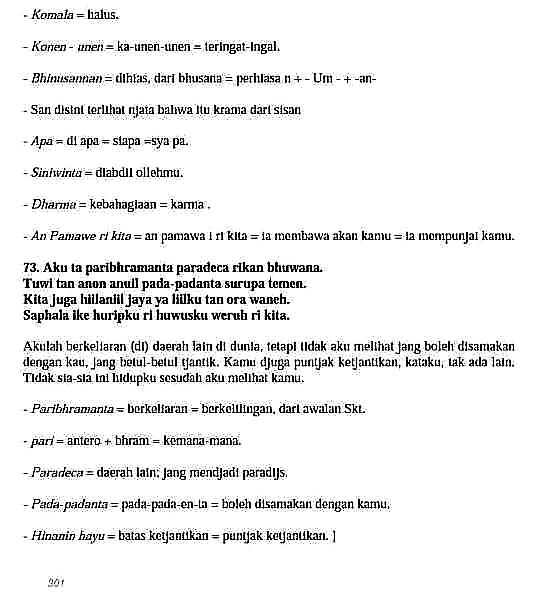 - Komala = halus.
- Konen - unen = ka-unen-unen = teringat-ingal.
- Bhinusannan = dihias, dari bhusana = perhiasa n + - Um - + -an-
- San disini terlihat njata bahwa itu krama dari sisan
- Apa = di apa = siapa =sya pa.
- Siniwinta = diabdii ollehmu.
- Dharma = kebahagiaan = karma .
- An Pamawe ri kita = an pamawa i ri kita = ia membawa akan kamu = ia mempunjai kamu.
73. Aku ta paribhramanta paradeca rikan bhuwana.
Tuwi tan anon anull pada-padanta surupa temen.
Kita juga hiilaniil jaya ya liilku tan ora waneh.
Saphala ike huripku ri huwusku weruh ri kita.
Akulah berkeliaran (di) daerah lain di dunia, tetapi tidak aku melihat jang boleh disamakan
dengan kau, jang betul-betul tjantik. Kamu djuga puntjak ketjantikan, kataku, tak ada lain.
Tidak sia-sia ini hidupku sesudah aku melihat kamu.
- Paribhramanta = berkeliaran = berkelilingan, dari awalan Skt.
- pari = antero + bhram = kemana-mana.
- Paradeca = daerah lain; jang mendjadi paradijs.
- Pada-padanta = pada-pada-en-ta = boleh disamakan dengan kamu.
- Hinanin hayu = batas ketjantikan = puntjak ketjantikan. ]
201